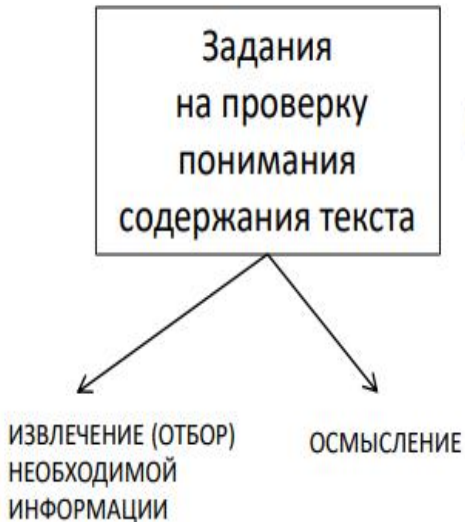 Задания
на проверку
понимания
содержания текста
ИЗВЛЕЧЕНИЕ (ОТБОР)
НЕОБХОДИМОЙ
ИНФОРМАЦИИ
ОСМЫСЛЕНИЕ